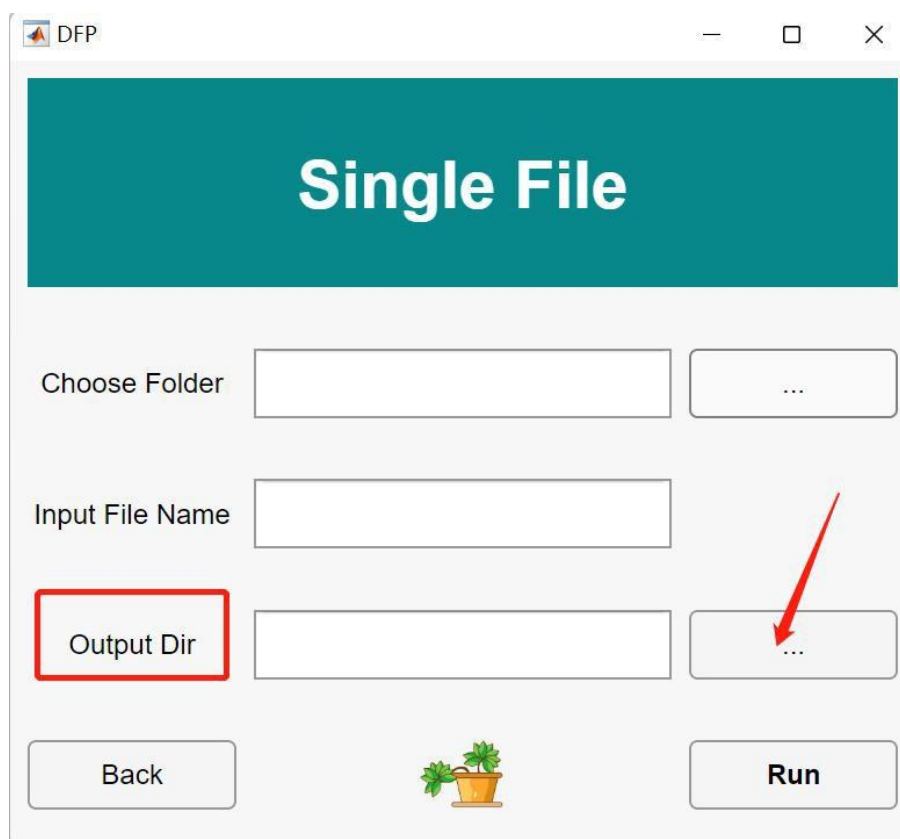 DFP
Single File
Choose Folder
...
Input File Name
Output Dir
...
Back
Run